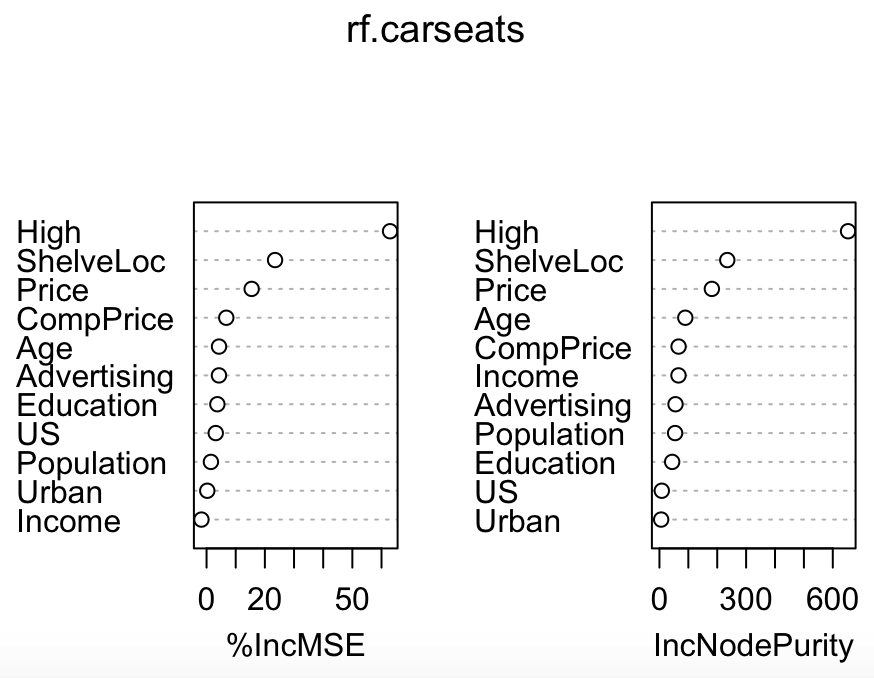 rf.carseats
High
ShelveLoc
Price
CompPrice
Age
Advertising
Education
US
Population
Urban
Income
0 20 50
%IncMSE
High
ShelveLoc
Price
Age
CompPrice
Income
Advertising
Population
Education
US
Urban
0 300 600
IncNodePurity